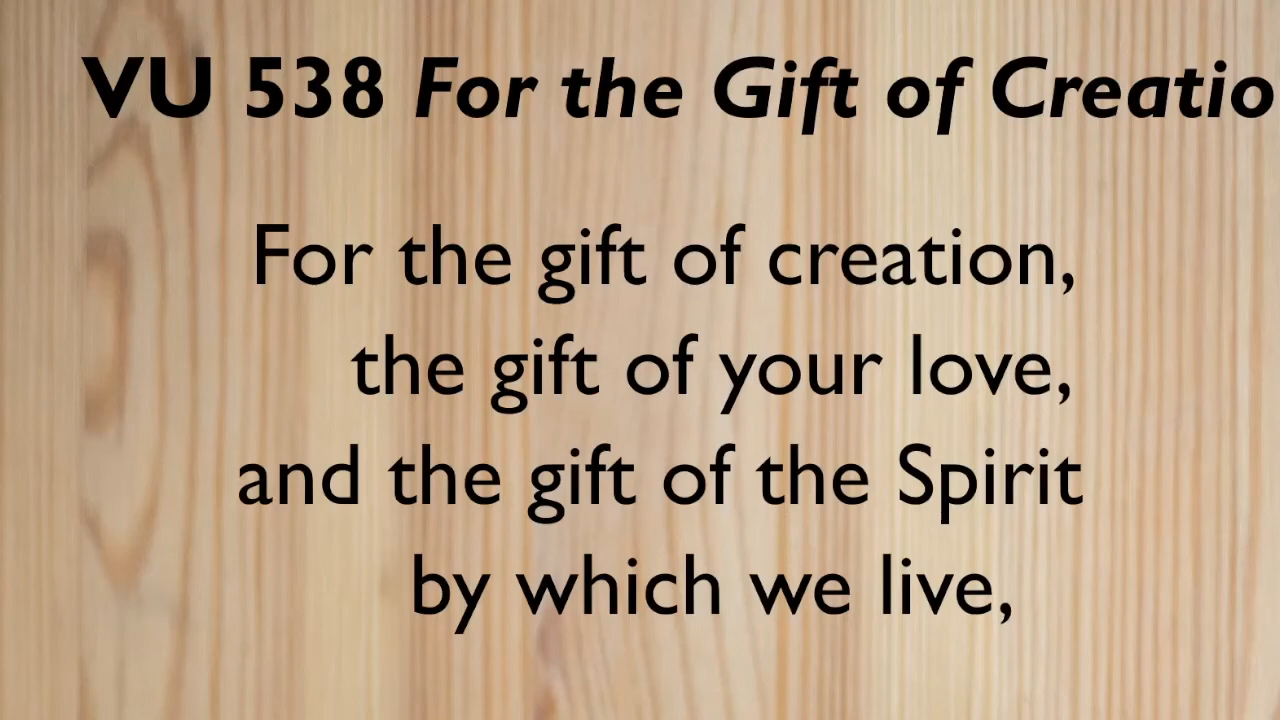 VU 538 For the Gift of Creatio
For the gift of creation,
the gift of your love,
and the gift of the Spirit
by which we live,